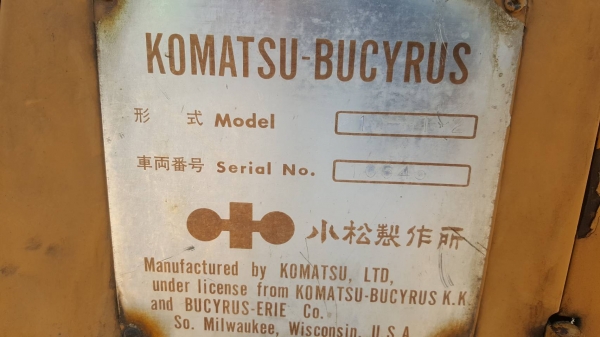 KOMATSU-BUCYRUS
形 式 Model
車両番号 Serial No.
小松製作所
Manufactured by KOMATSU, LTD,
under license from KOMATSU-BUCYRUS K.K.
and BUCYRUS-ERIE Co.
So. Milwaukee, Wisconsin, U.S.A